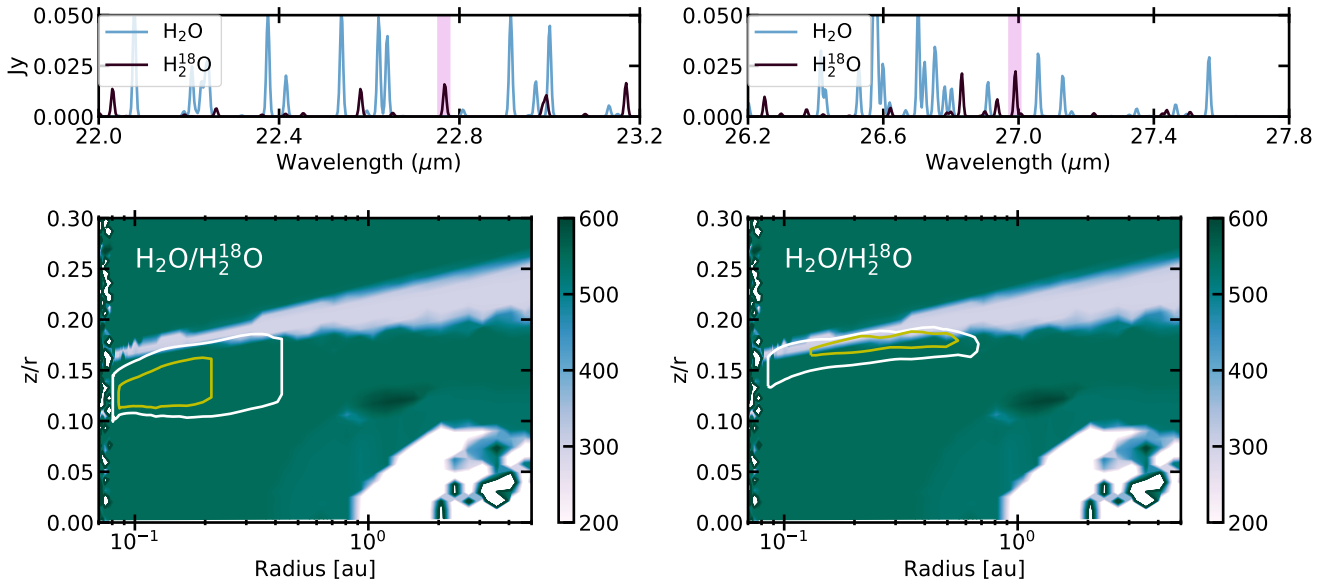 Jy
0.050
0.025
0.000
H₂O
H₂¹⁸O
22.0 22.4 22.8 23.2
Wavelength (μm)
H₂O
H₂¹⁸O
0.050
0.025
0.000
26.2 26.6 27.0 27.4 27.8
Wavelength (μm)
z/r
0.30
0.25
0.20
0.15
0.10
0.05
0.00
H₂O/H₂¹⁸O
10⁻¹ 10⁰
Radius [au]
600
500
400
300
200
z/r
0.30
0.25
0.20
0.15
0.10
0.05
0.00
H₂O/H₂¹⁸O
10⁻¹ 10⁰
Radius [au]
600
500
400
300
200